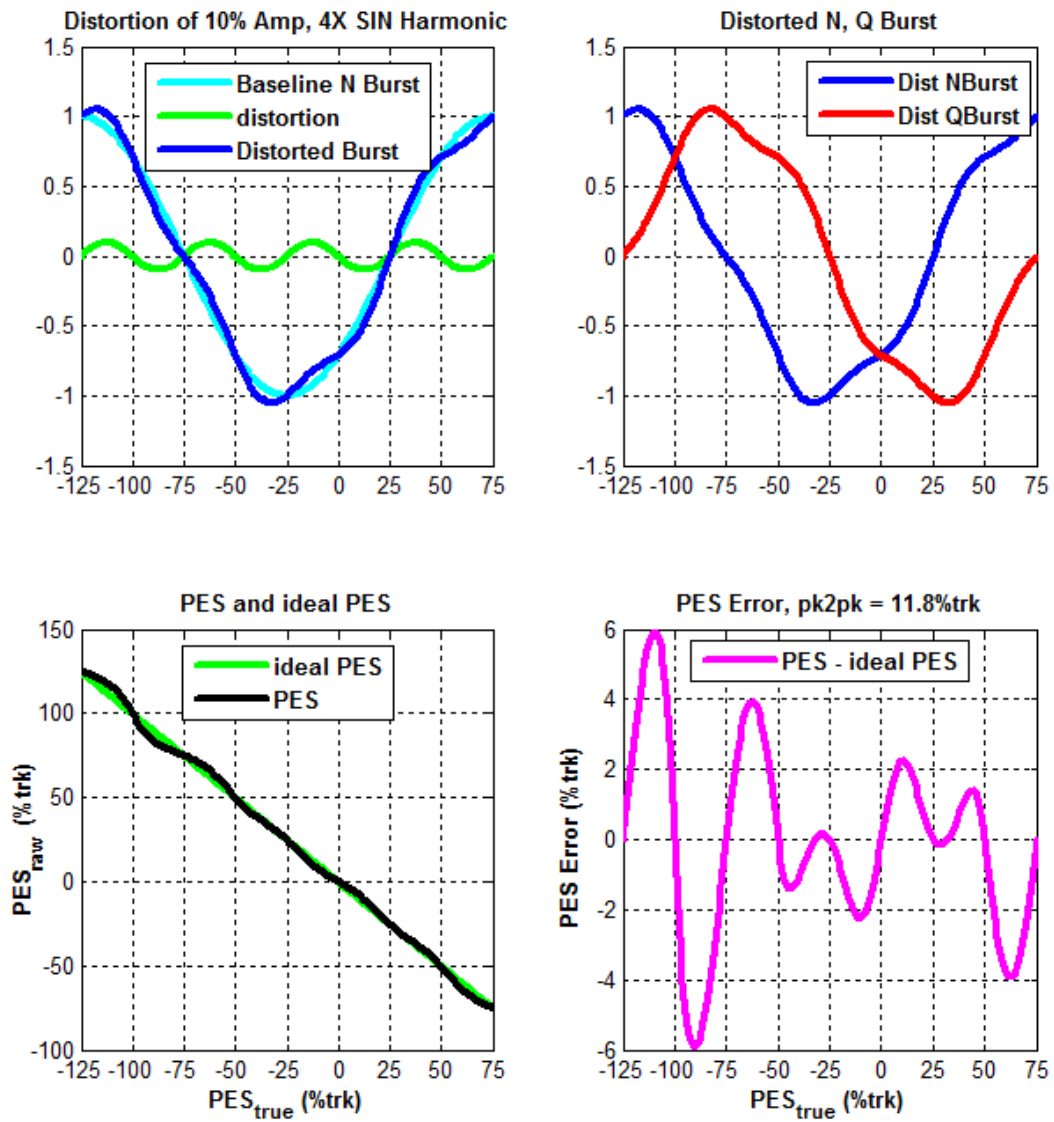 Distortion of 10% Amp, 4X SIN Harmonic
1.5
1
0.5
0
-0.5
-1
-1.5
Baseline N Burst
distortion
Distorted Burst
-125 -100 -75 -50 -25 0 25 50 75
Distorted N, Q Burst
1.5
1
0.5
0
-0.5
-1
-1.5
Dist NBurst
Dist QBurst
-125 -100 -75 -50 -25 0 25 50 75
PES and ideal PES
PES_raw (% trk)
150
100
50
0
-50
-100
ideal PES
PES
-125 -100 -75 -50 -25 0 25 50 75
PES_true (%trk)
PES Error, pk2pk = 11.8%trk
PES Error (% trk)
6
4
2
0
-2
-4
-6
PES - ideal PES
-125 -100 -75 -50 -25 0 25 50 75
PES_true (%trk)